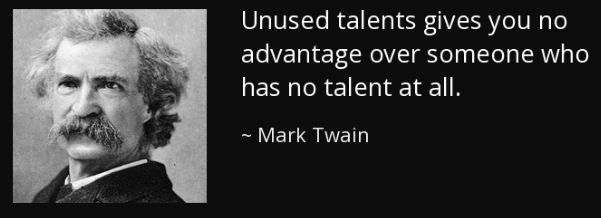 Unused talents gives you no
advantage over someone who
has no talent at all.
~ Mark Twain